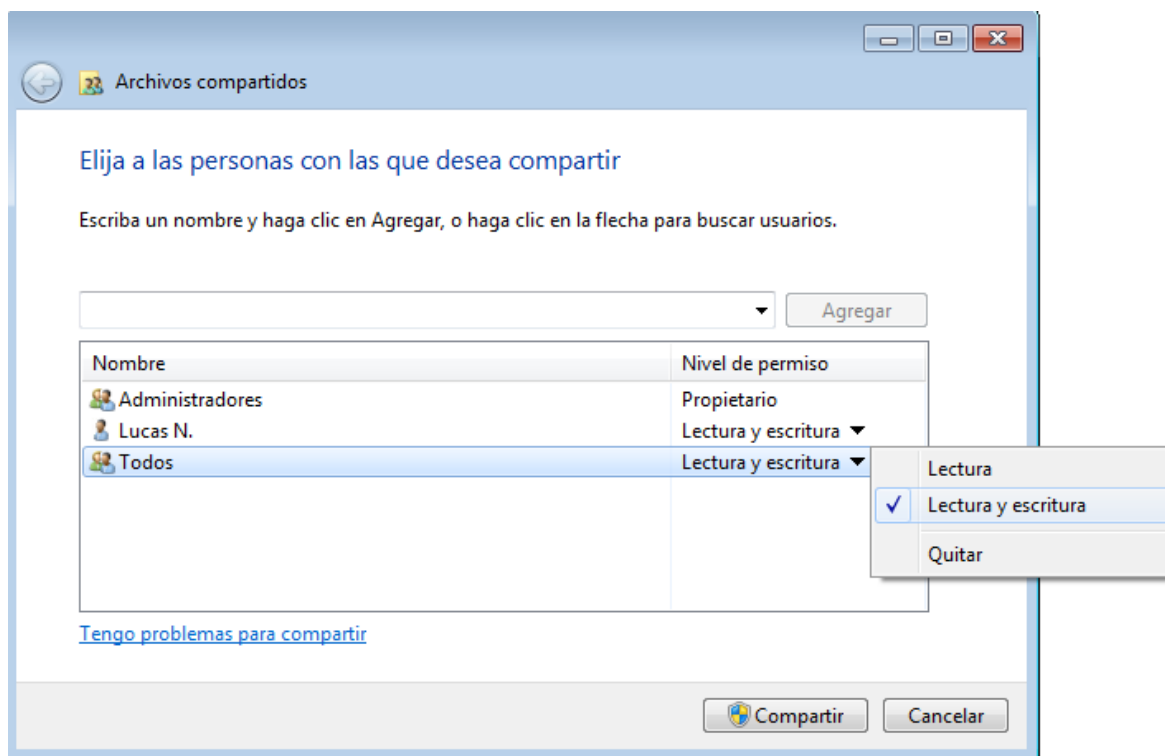 Archivos compartidos
Elija a las personas con las que desea compartir
Escriba un nombre y haga clic en Agregar, o haga clic en la flecha para buscar usuarios.
Agregar
Nombre Nivel de permiso
Administradores Propietario
Lucas N. Lectura y escritura
Todos Lectura y escritura
Lectura
Lectura y escritura
Quitar
Tengo problemas para compartir
Compartir Cancelar